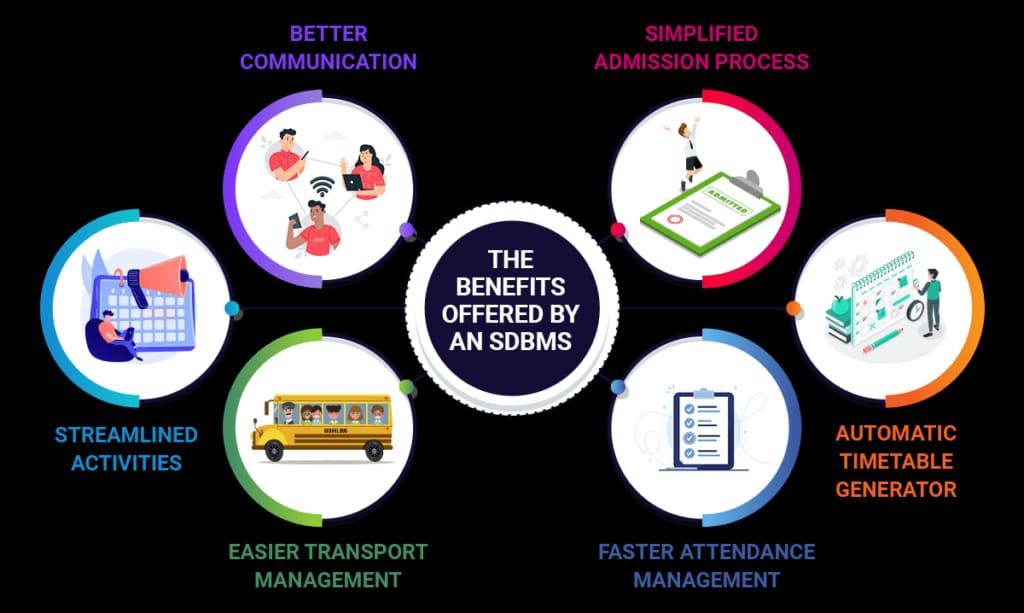 BETTER
COMMUNICATION
SIMPLIFIED
ADMISSION PROCESS
ADMITTED
THE
BENEFITS
OFFERED BY
AN SDBMS
STREAMLINED
ACTIVITIES
AUTOMATIC
TIMETABLE
GENERATOR
EASIER TRANSPORT
MANAGEMENT
FASTER ATTENDANCE
MANAGEMENT